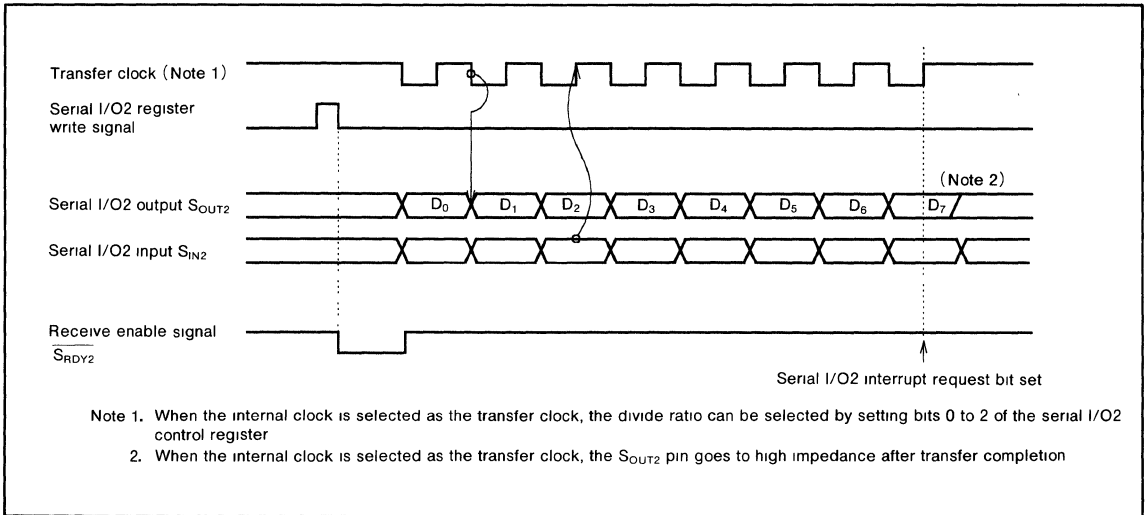 Transfer clock (Note 1)
Serial I/O2 register
write signal
(Note 2)
Serial I/O2 output SOUT2
D0 D1 D2 D3 D4 D5 D6 D7
Serial I/O2 input SIN2
Receive enable signal
SRDY2
Serial I/O2 interrupt request bit set
Note 1. When the internal clock is selected as the transfer clock, the divide ratio can be selected by setting bits 0 to 2 of the serial I/O2
control register
2. When the internal clock is selected as the transfer clock, the SOUT2 pin goes to high impedance after transfer completion